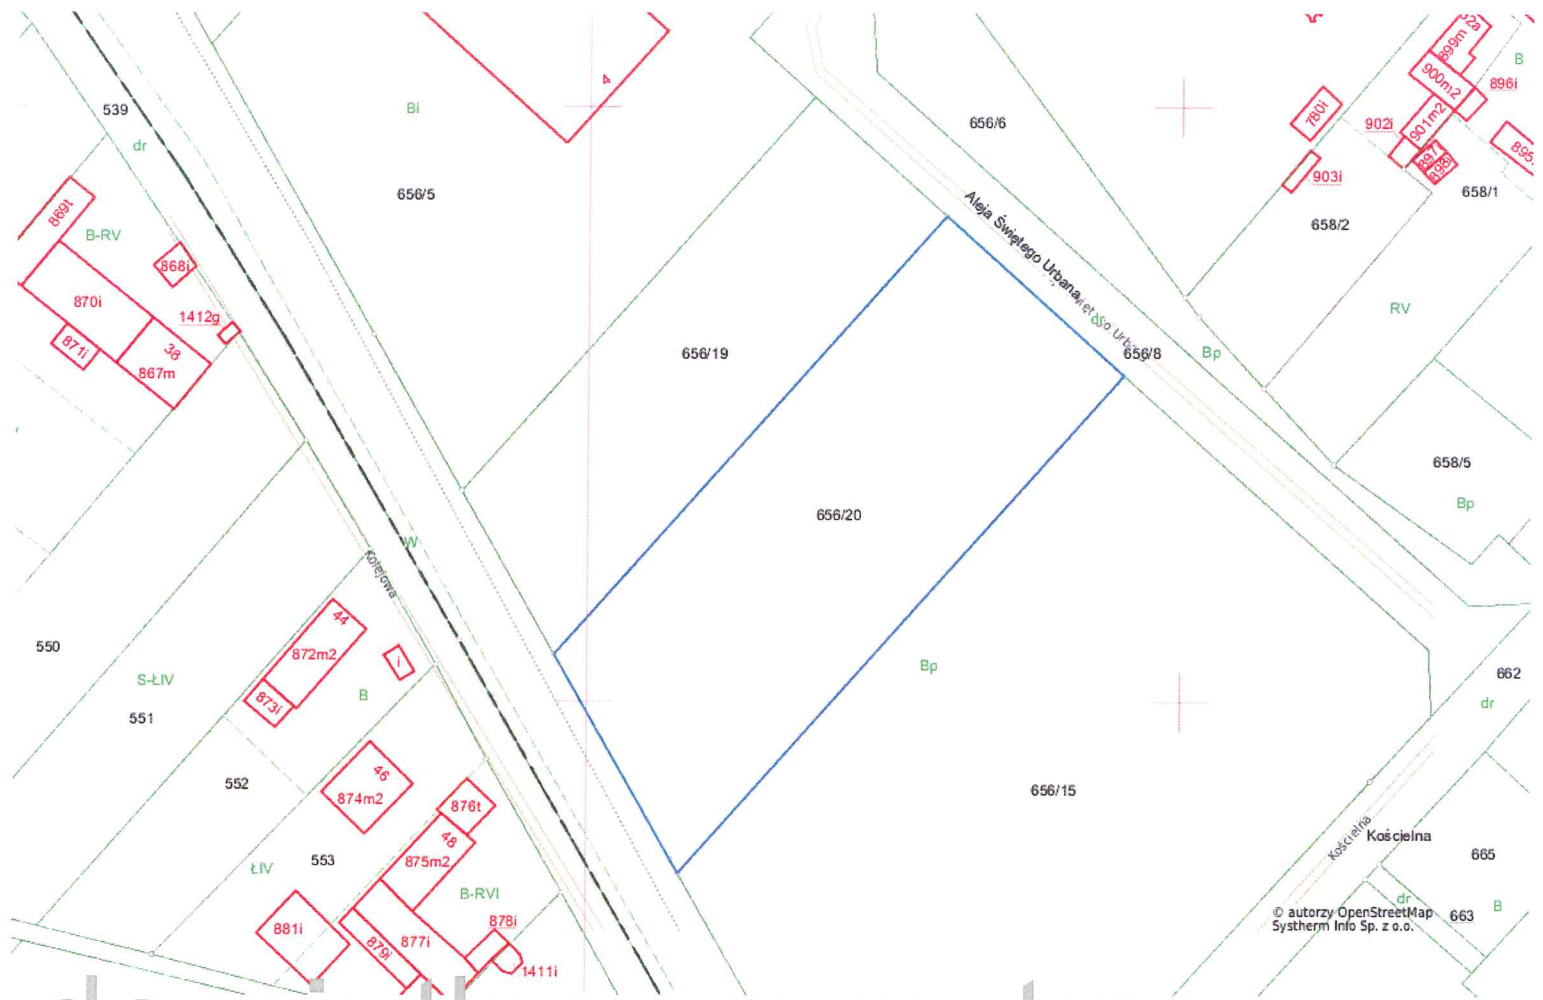 539
dr
Bi
4
656/5
656/6
780i
902i
903i
899m
900m2
901m2
897i
898i
896i
895
B
658/1
658/2
869t
B-RV
868i
870i
871i
1412g
38
867m
Aleja Świętego Urbana
656/19
656/8
Bp
RV
658/5
Bp
656/20
W
Kolejowa
550
S-ŁIV
551
44
872m2
873i
i
B
552
46
874m2
876t
48
875m2
553
ŁIV
B-RVI
881i
879i
877i
878i
1411i
Bp
656/15
662
dr
Kościelna
Kościelna
665
dr
663
B
© autorzy OpenStreetMap
Systherm Info Sp. z o.o.